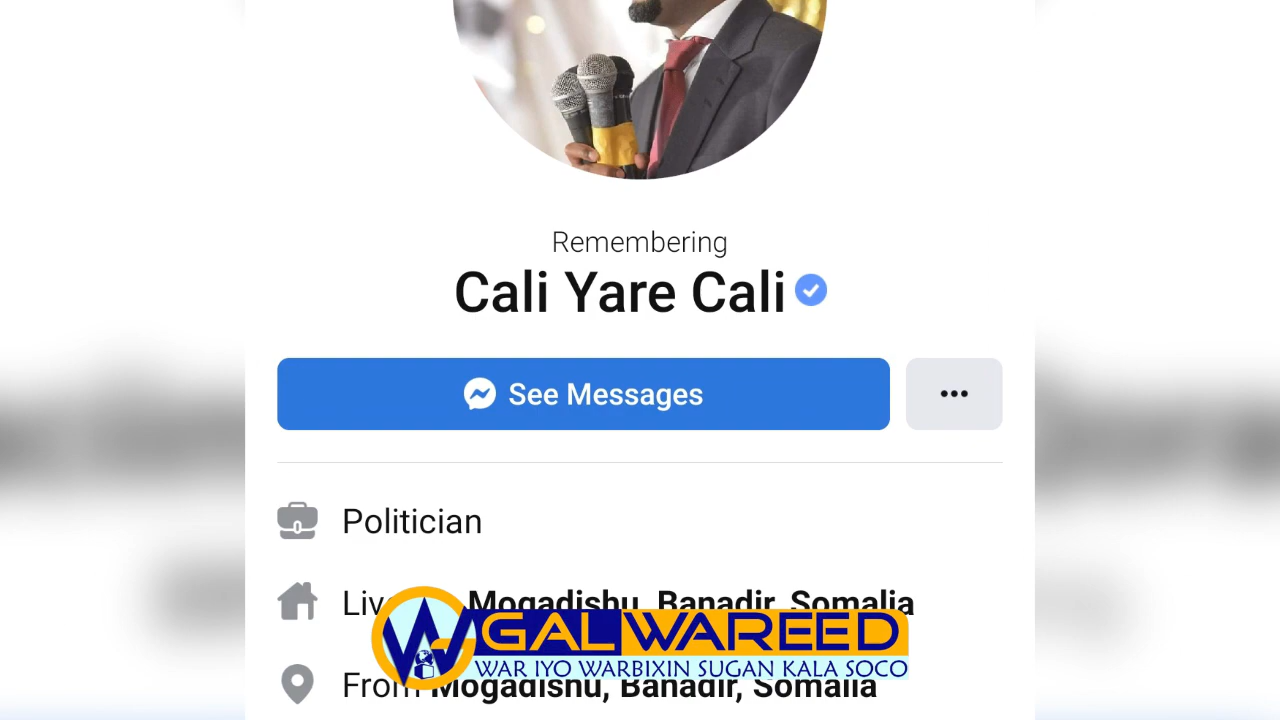 Remembering
Cali Yare Cali
See Messages
Politician
Mogadishu, Banadir, Somalia
GALWAREED
WAR IYO WARBIXIN SUGAN KALA SOCO
From Mogadishu, Banadir, Somalia